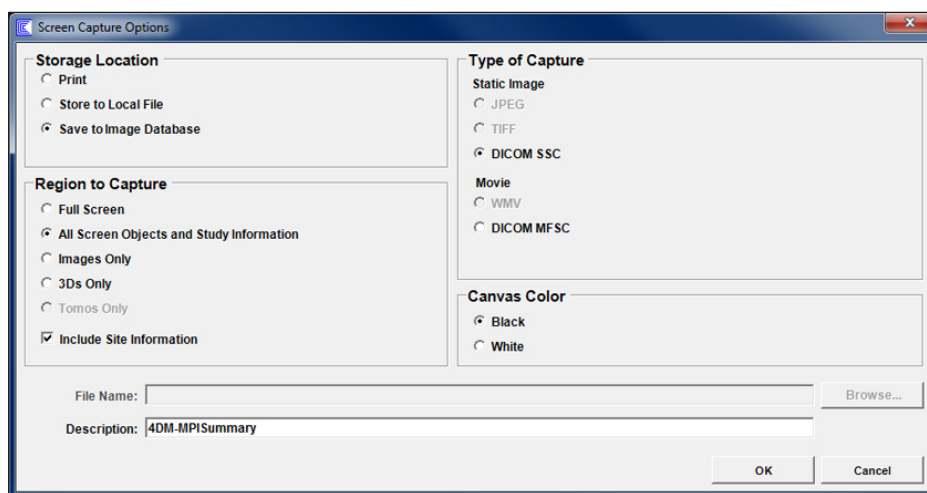 Screen Capture Options
Storage Location
Print
Store to Local File
Save to Image Database
Region to Capture
Full Screen
All Screen Objects and Study Information
Images Only
3Ds Only
Tomos Only
Include Site Information
Type of Capture
Static Image
JPEG
TIFF
DICOM SSC
Movie
WMV
DICOM MFSC
Canvas Color
Black
White
File Name:
Browse...
Description: 4DM-MPISummary
OK
Cancel